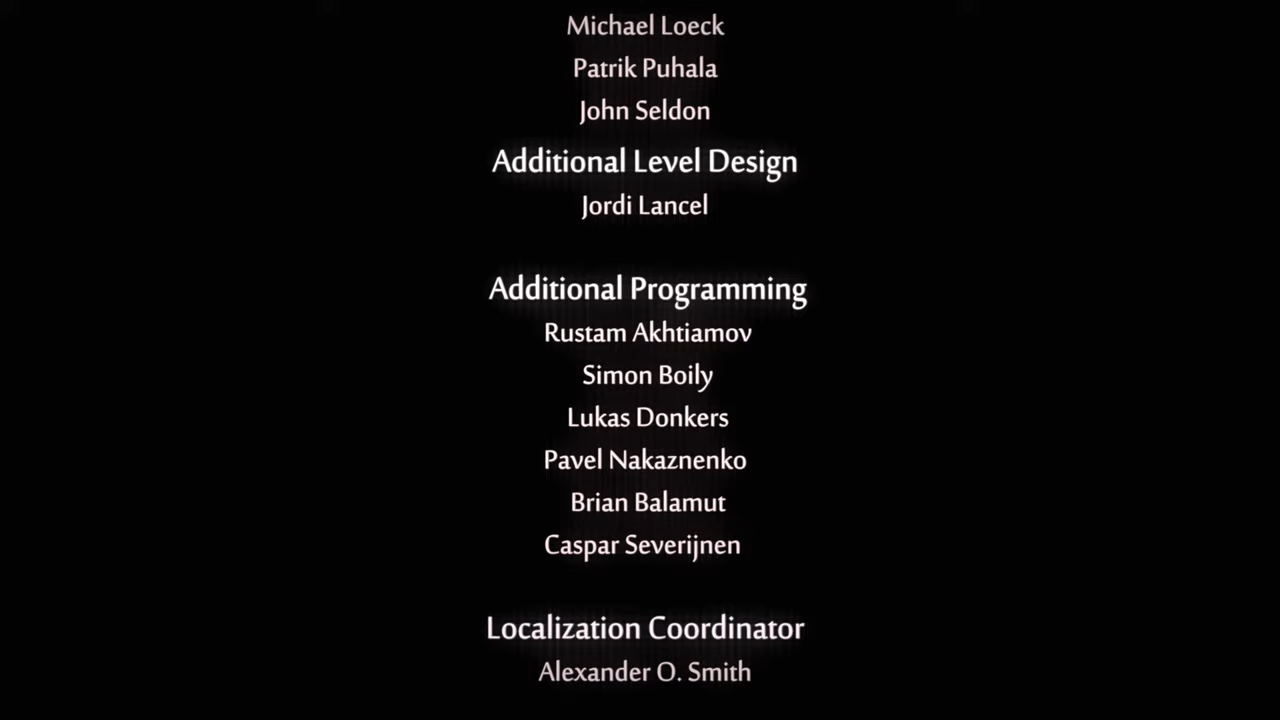 Michael Loeck
Patrik Puhala
John Seldon
Additional Level Design
Jordi Lancel
Additional Programming
Rustam Akhtiamov
Simon Boily
Lukas Donkers
Pavel Nakaznenko
Brian Balamut
Caspar Severijnen
Localization Coordinator
Alexander O. Smith